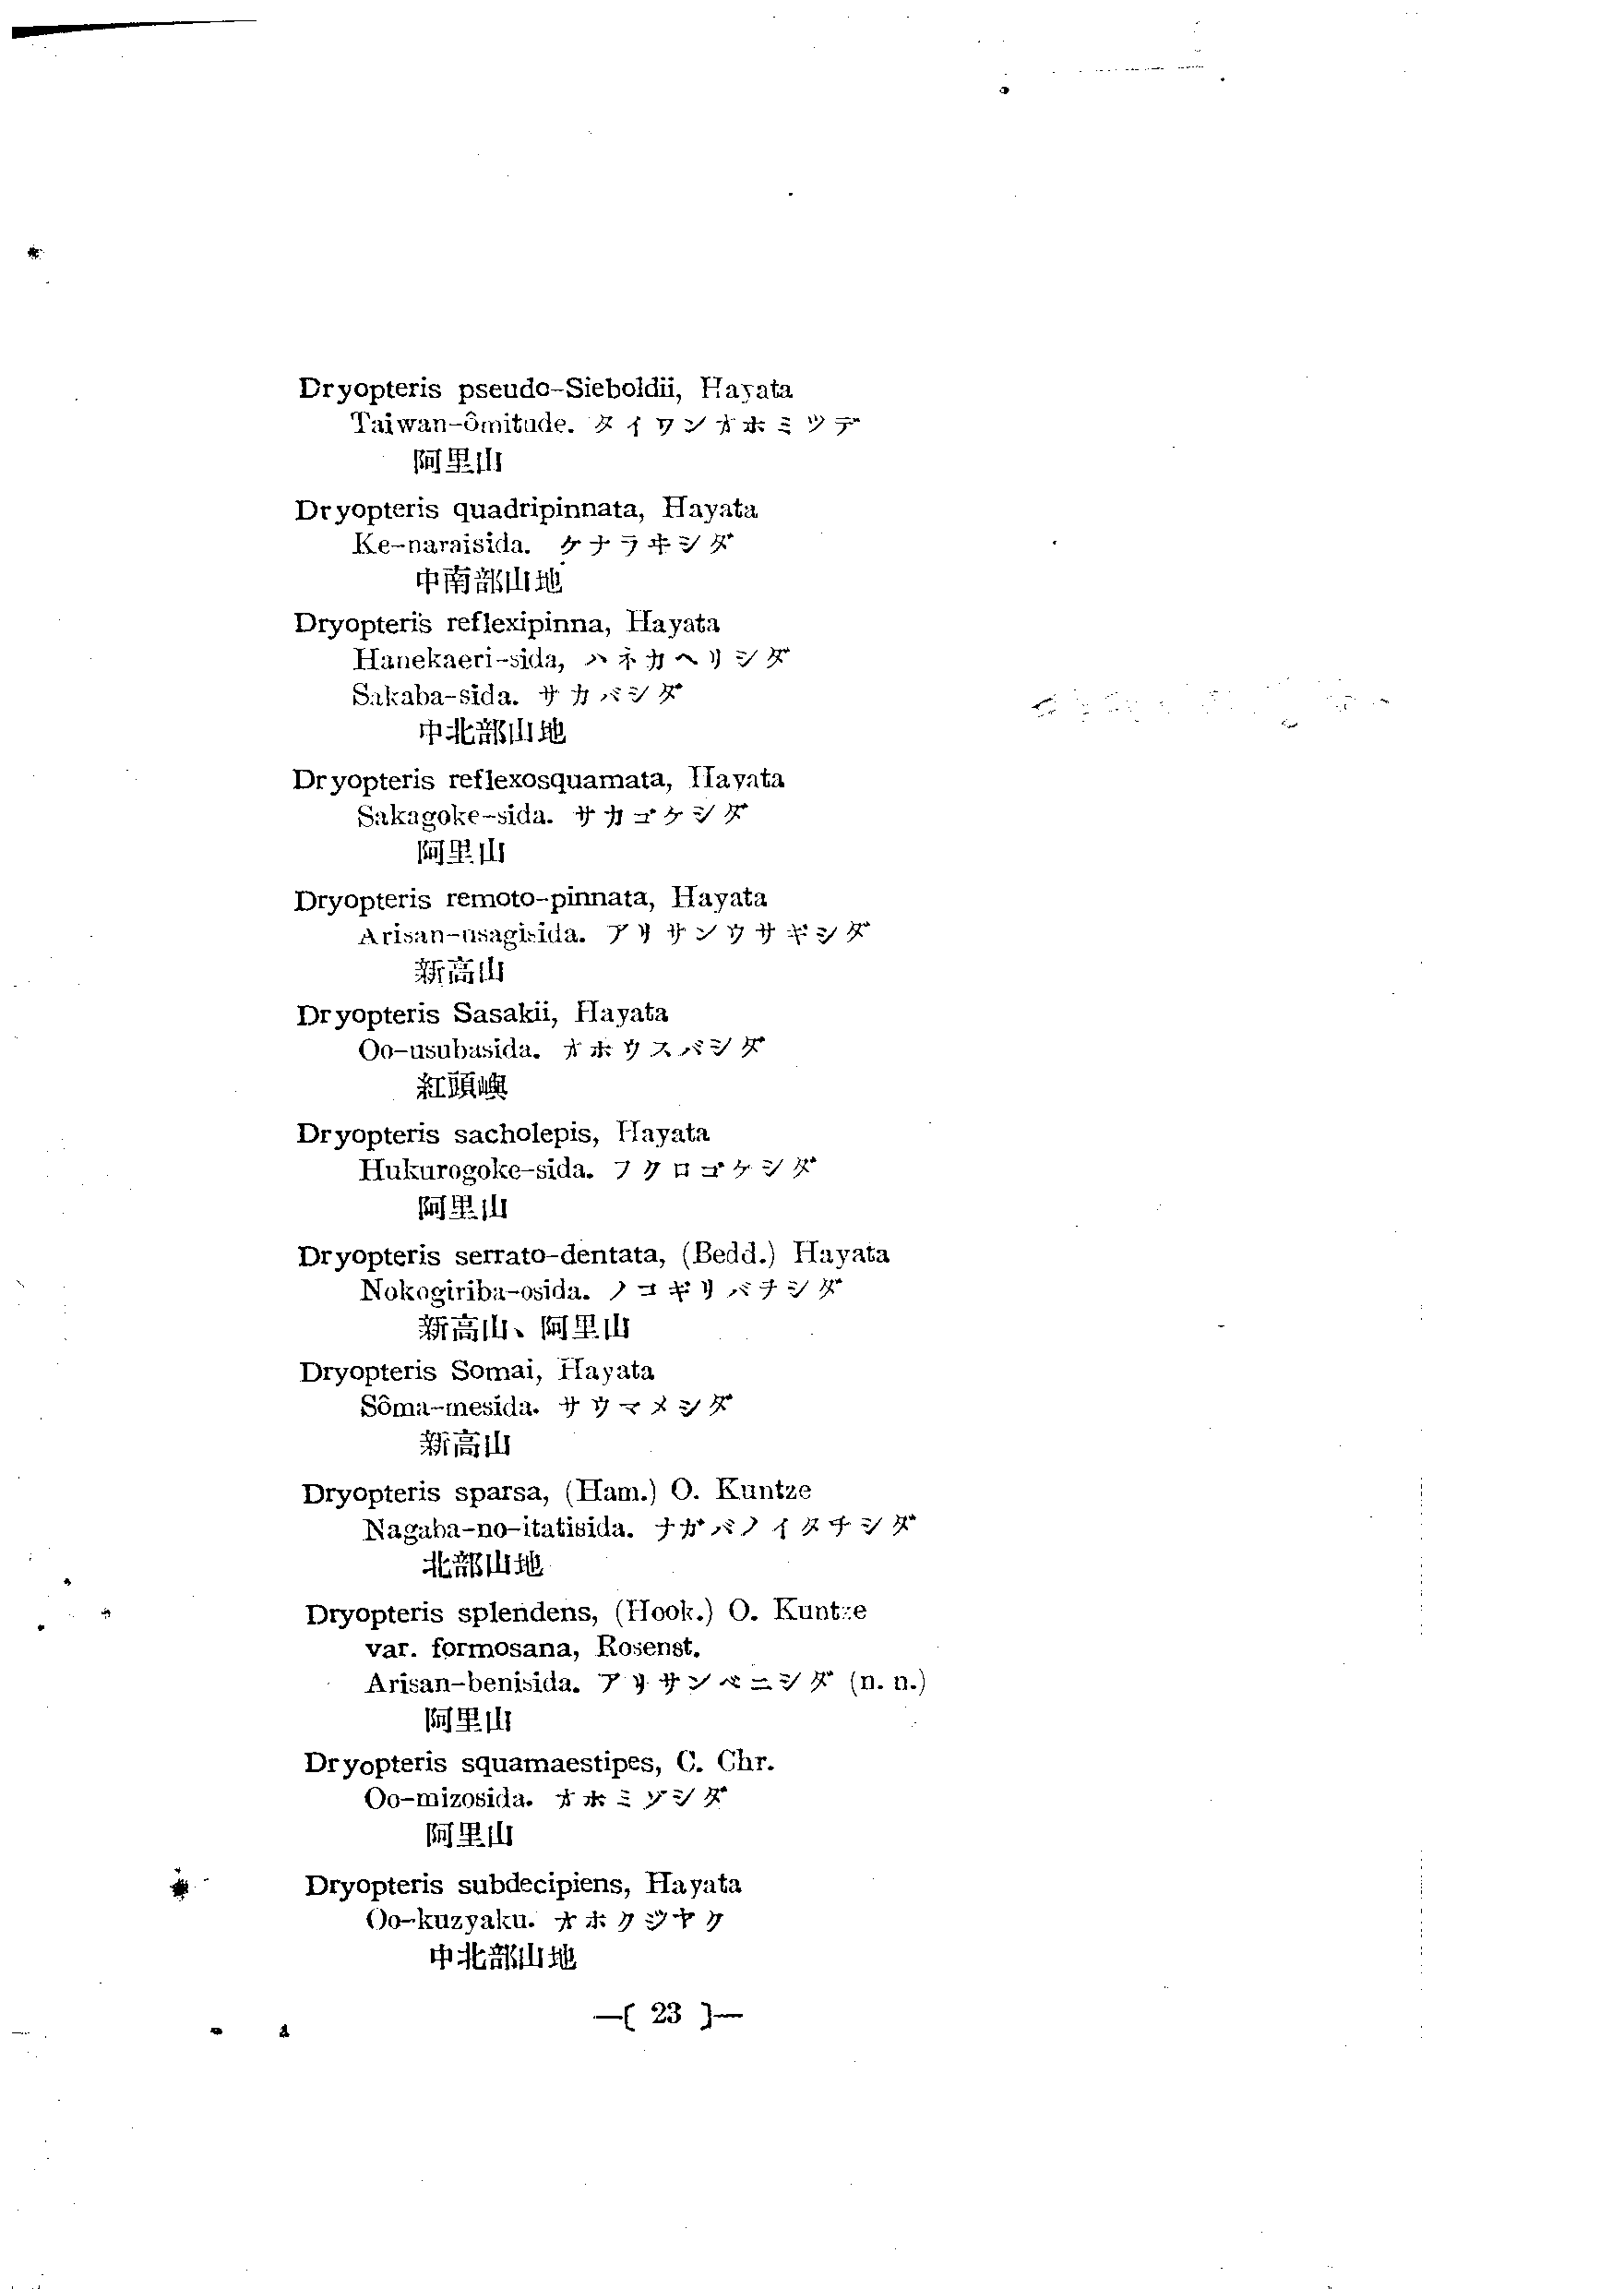 Dryopteris pseudo-Sieboldii, Hayata
Taiwan-ômitude. タイワンオホミツデ
阿里山
Dryopteris quadripinnata, Hayata
Ke-naraisida. ケナラヰシダ
中南部山地
Dryopteris reflexipinna, Hayata
Hanekaeri-sida, ハネカヘリシダ
Sakaba-sida. サカバシダ
中北部山地
Dryopteris reflexosquamata, Hayata
Sakagoke-sida. サカゴケシダ
阿里山
Dryopteris remoto-pinnata, Hayata
Arisan-usagisida. アリサンウサギシダ
新高山
Dryopteris Sasakii, Hayata
Oo-usubasida. オホウスバシダ
紅頭嶼
Dryopteris sacholepis, Hayata
Hukurogoke-sida. フクロゴケシダ
阿里山
Dryopteris serrato-dentata, (Bedd.) Hayata
Nokogiriba-osida. ノコギリバヲシダ
新高山、阿里山
Dryopteris Somai, Hayata
Sôma-mesida. サウマメシダ
新高山
Dryopteris sparsa, (Ham.) O. Kuntze
Nagaba-no-itatisida. ナガバノイタチシダ
北部山地
Dryopteris splendens, (Hook.) O. Kuntze
var. formosana, Rosenst.
Arisan-benisida. アリサンベニシダ (n. n.)
阿里山
Dryopteris squamaestipes, C. Chr.
Oo-mizosida. オホミゾシダ
阿里山
Dryopteris subdecipiens, Hayata
Oo-kuzyaku. オホクジヤク
中北部山地
—[ 23 ]—